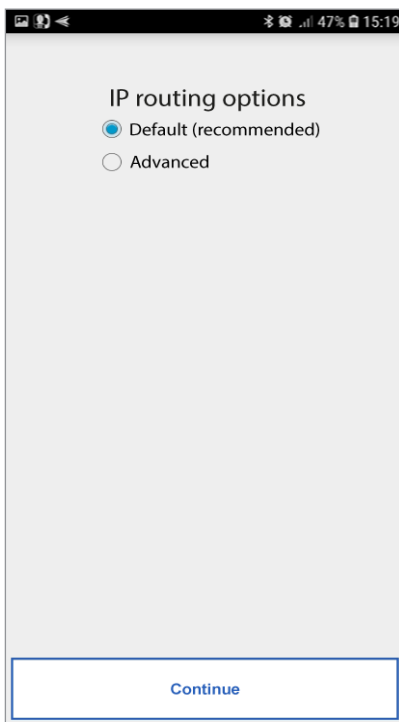 47% 15:19
IP routing options
Default (recommended)
Advanced
Continue